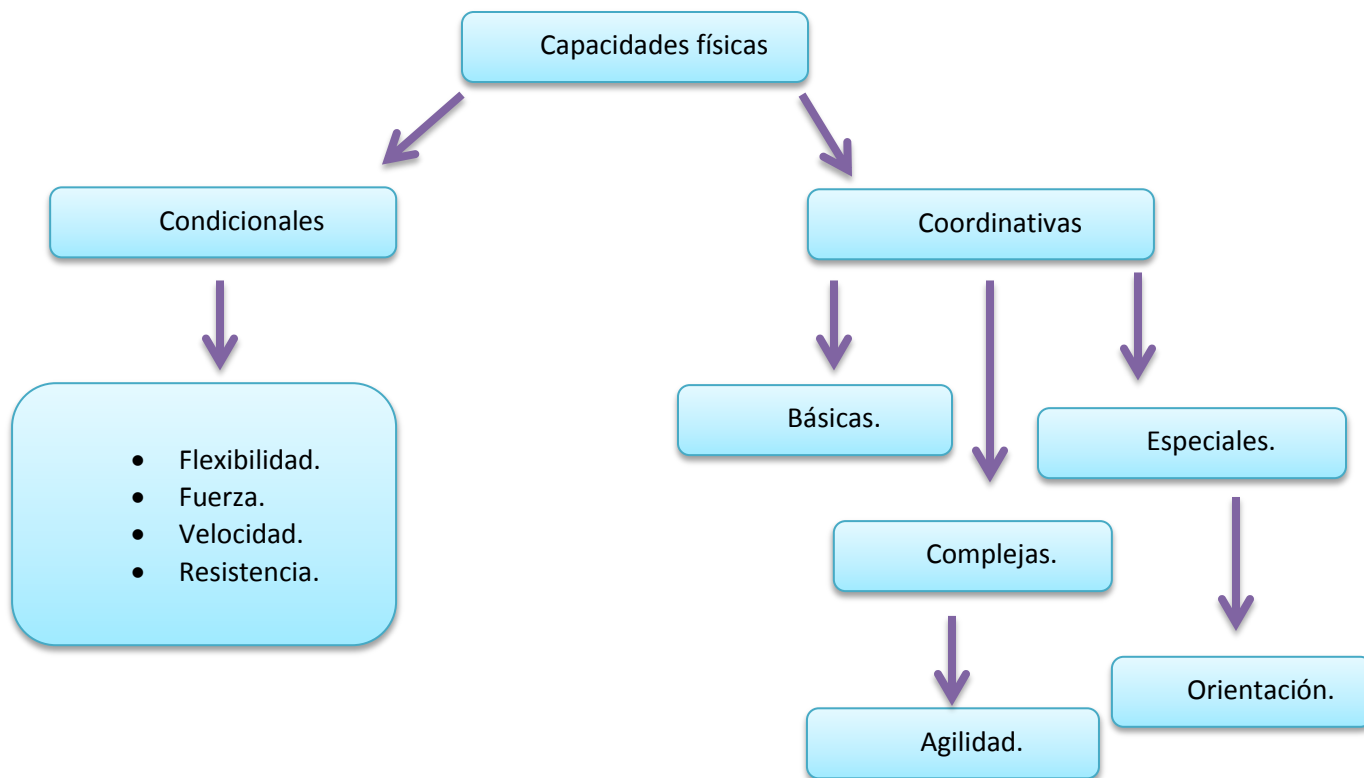 Capacidades físicas
Condicionales
Coordinativas
Básicas.
Especiales.
• Flexibilidad.
• Fuerza.
• Velocidad.
• Resistencia.
Complejas.
Orientación.
Agilidad.